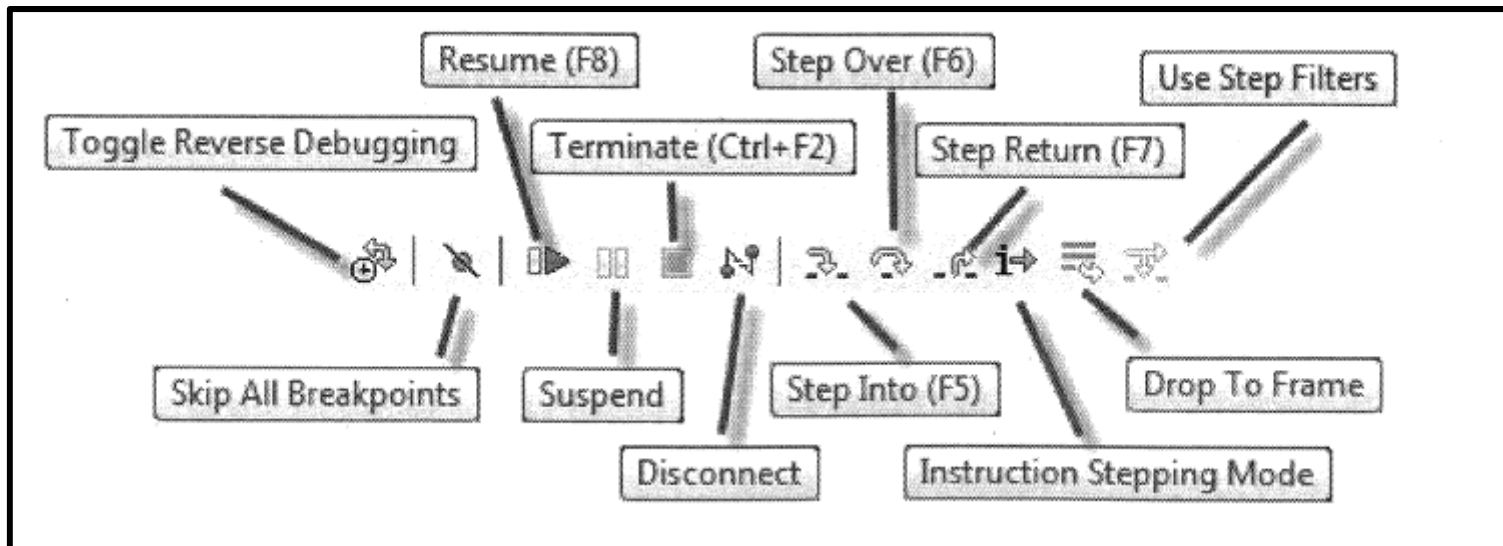 Resume (F8)
Step Over (F6)
Use Step Filters
Toggle Reverse Debugging
Terminate (Ctrl+F2)
Step Return (F7)
i
Skip All Breakpoints
Suspend
Step Into (F5)
Drop To Frame
Disconnect
Instruction Stepping Mode